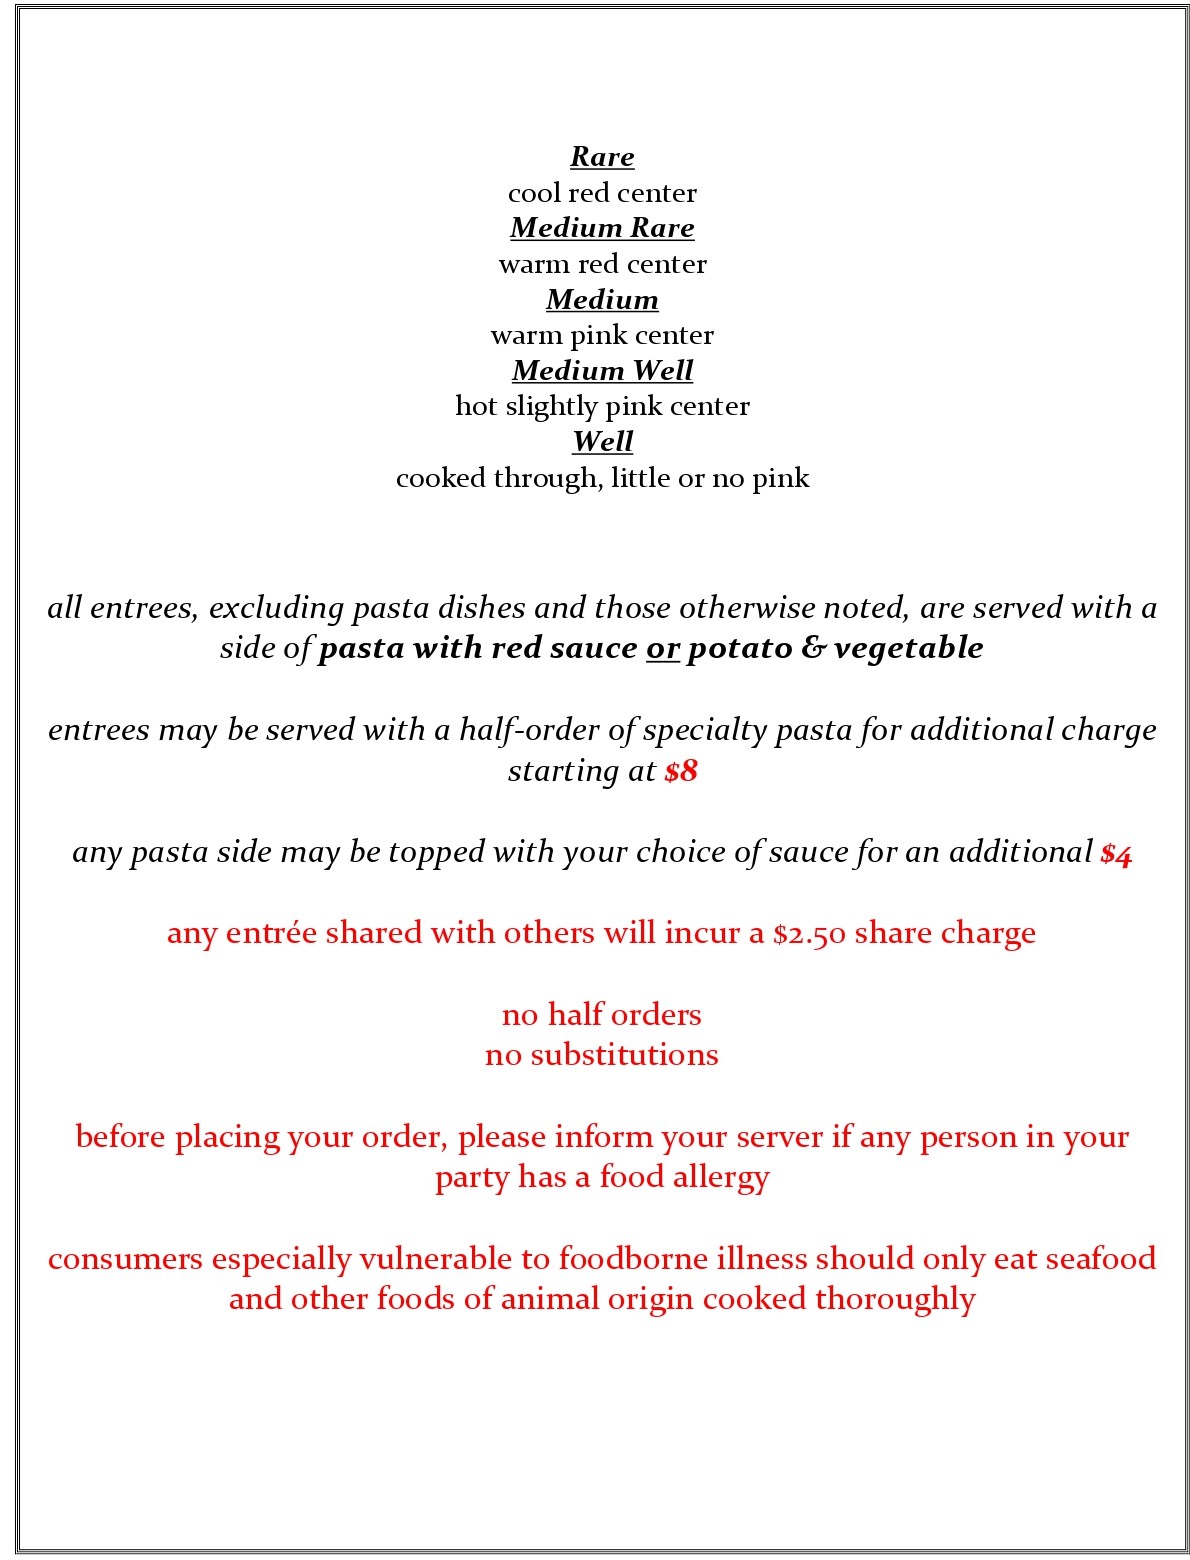 Rare
cool red center
Medium Rare
warm red center
Medium
warm pink center
Medium Well
hot slightly pink center
Well
cooked through, little or no pink
all entrees, excluding pasta dishes and those otherwise noted, are served with a
side of pasta with red sauce or potato & vegetable
entrees may be served with a half-order of specialty pasta for additional charge
starting at $8
any pasta side may be topped with your choice of sauce for an additional $4
any entrée shared with others will incur a $2.50 share charge
no half orders
no substitutions
before placing your order, please inform your server if any person in your
party has a food allergy
consumers especially vulnerable to foodborne illness should only eat seafood
and other foods of animal origin cooked thoroughly